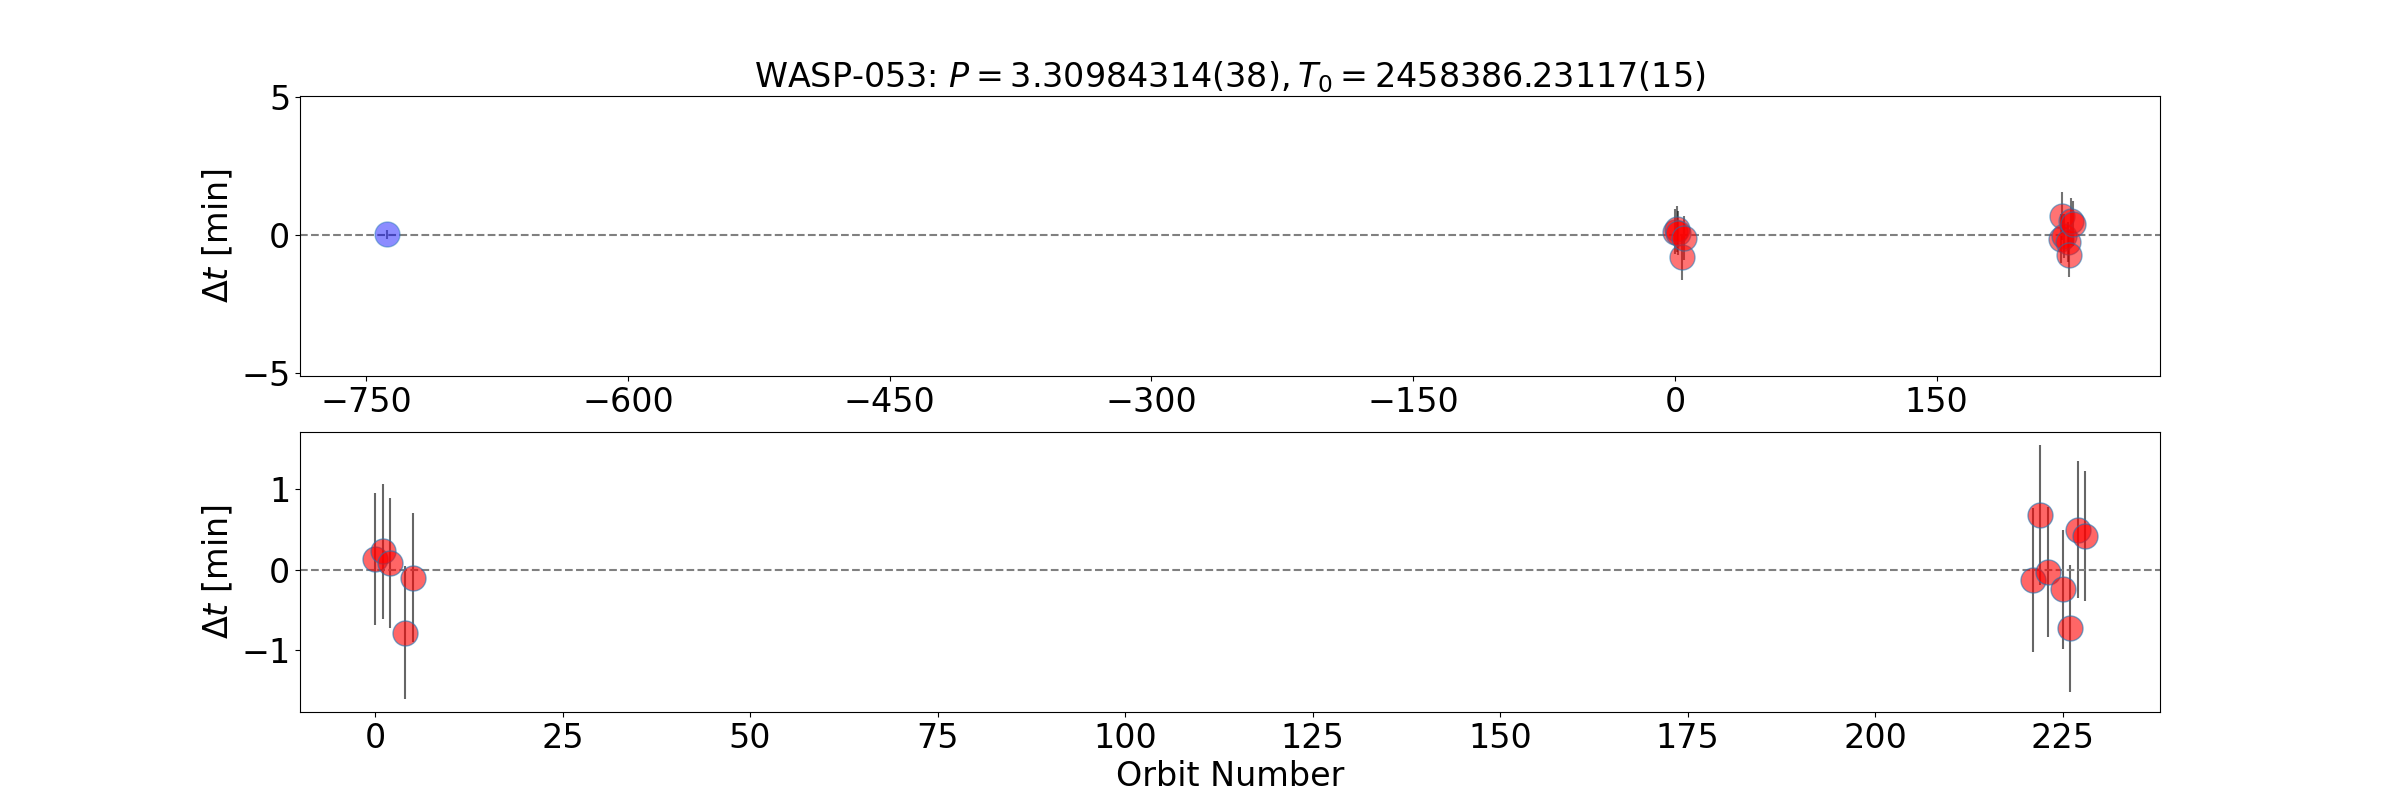 WASP-053: P = 3.30984314(38), T₀ = 2458386.23117(15)
5
0
−5
Δt [min]
−750 −600 −450 −300 −150 0 150
1
0
−1
Δt [min]
0 25 50 75 100 125 150 175 200 225
Orbit Number